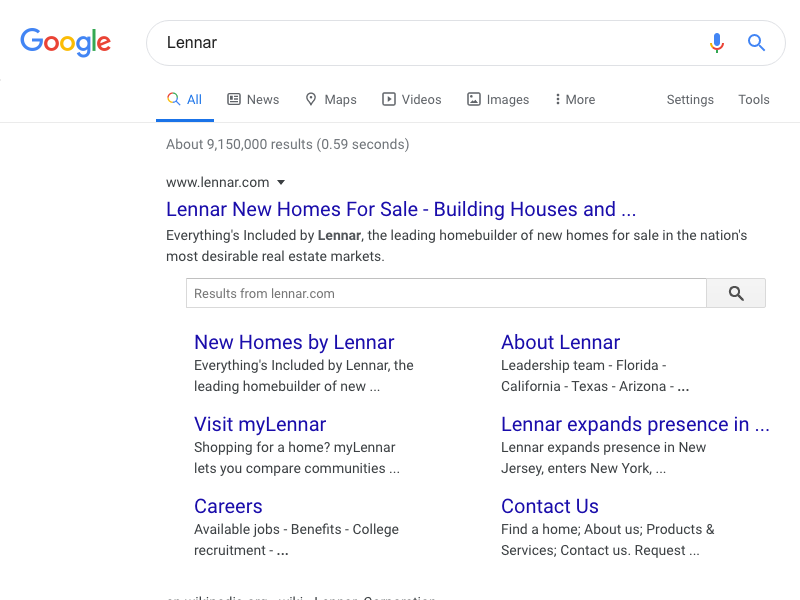 Google
Lennar
All News Maps Videos Images More Settings Tools
About 9,150,000 results (0.59 seconds)
www.lennar.com
Lennar New Homes For Sale - Building Houses and ...
Everything's Included by Lennar, the leading homebuilder of new homes for sale in the nation's
most desirable real estate markets.
Results from lennar.com
New Homes by Lennar
Everything's Included by Lennar, the
leading homebuilder of new ...
About Lennar
Leadership team - Florida -
California - Texas - Arizona - ...
Visit myLennar
Shopping for a home? myLennar
lets you compare communities ...
Lennar expands presence in ...
Lennar expands presence in New
Jersey, enters New York, ...
Careers
Available jobs - Benefits - College
recruitment - ...
Contact Us
Find a home; About us; Products &
Services; Contact us. Request ...
en.wikipedia.org › wiki › Lennar_Corporation